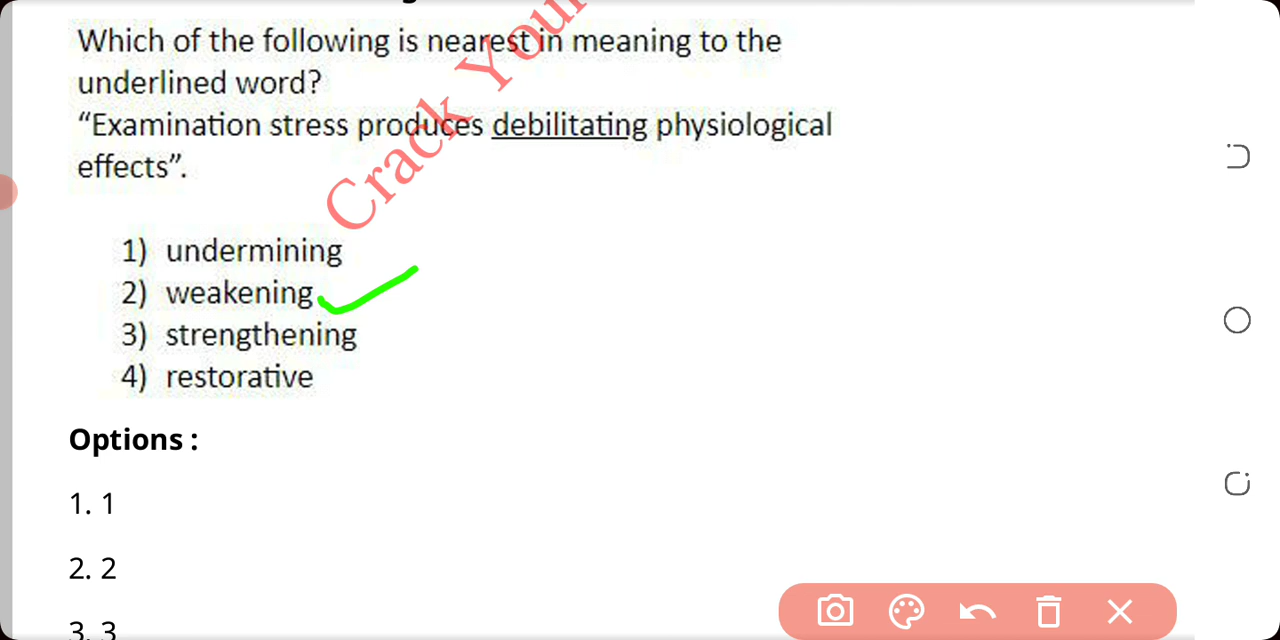 Which of the following is nearest in meaning to the
underlined word?
“Examination stress produces debilitating physiological
effects”.
Crack Your
1) undermining
2) weakening
3) strengthening
4) restorative
Options :
1. 1
2. 2
3. 3